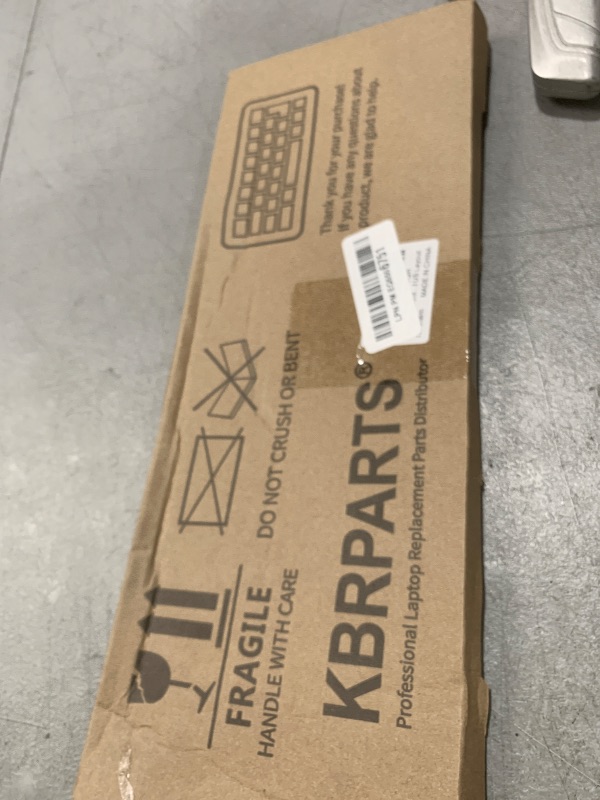 Thank you for your purchase!
If you have any questions about
product, we are glad to help.
DO NOT CRUSH OR BENT
FRAGILE
HANDLE WITH CARE
KBRPARTS®
Professional Laptop Replacement Parts Distributor
MADE IN CHINA